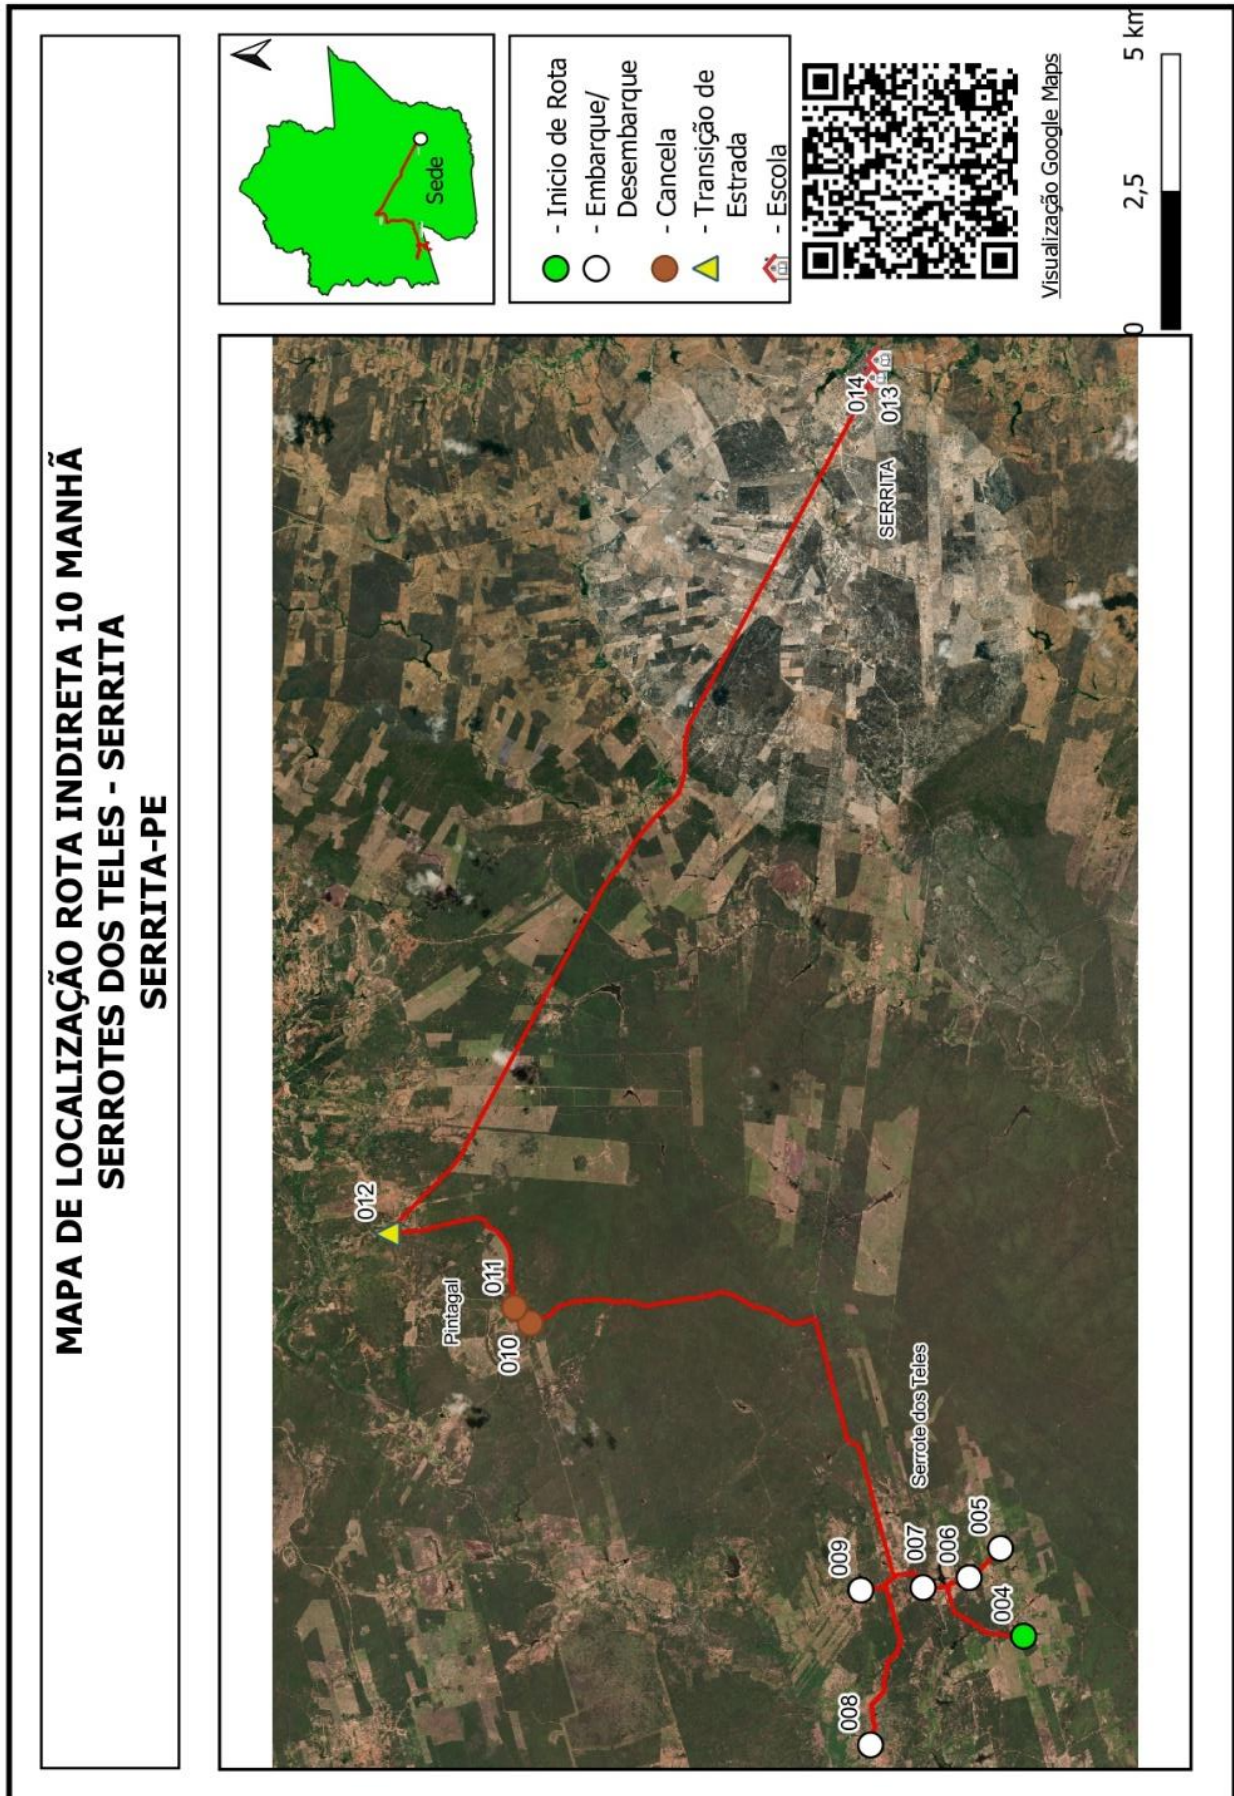 MAPA DE LOCALIZAÇÃO ROTA INDIRETA 10 MANHÃ
SERROTES DOS TELES - SERRITA
SERRITA-PE
008
009
004
007
006
005
Serrote dos Teles
010
011
Pintagal
012
SERRITA
014
013
Sede
- Inicio de Rota
- Embarque/
Desembarque
- Cancela
- Transição de
Estrada
- Escola
Visualização Google Maps
0
2,5
5 km